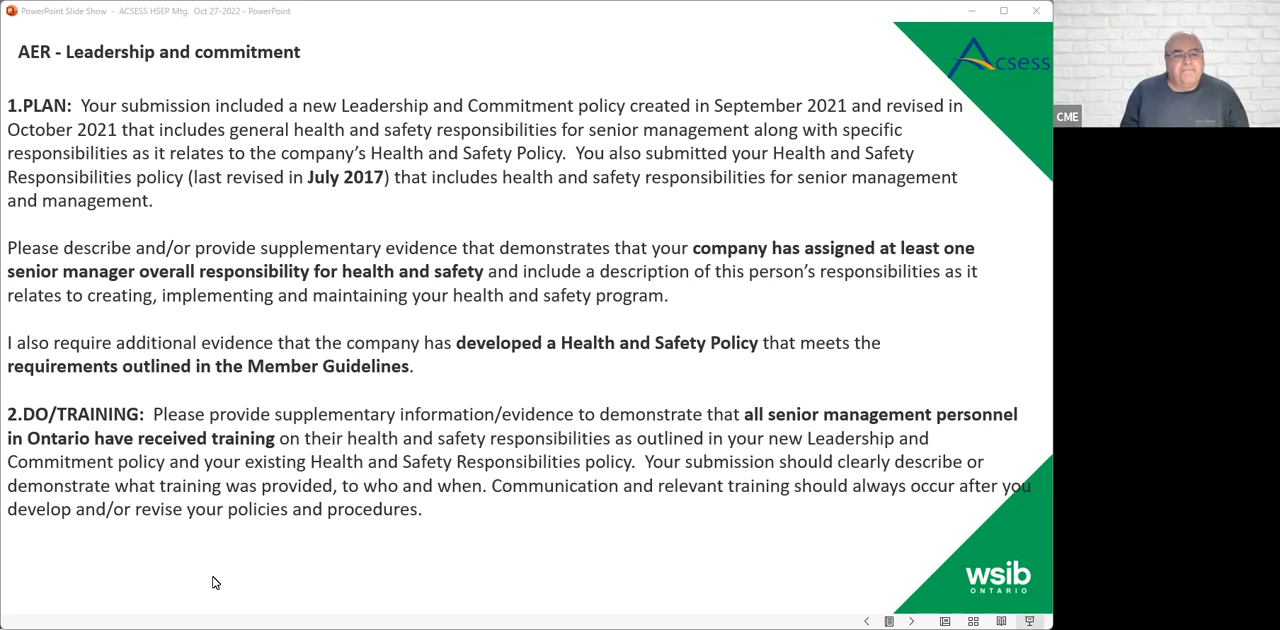 PowerPoint Slide Show - ACSESS HSEP Mtg. Oct 27-2022 - PowerPoint
AER - Leadership and commitment
Acsess
CME
1.PLAN: Your submission included a new Leadership and Commitment policy created in September 2021 and revised in
October 2021 that includes general health and safety responsibilities for senior management along with specific
responsibilities as it relates to the company’s Health and Safety Policy. You also submitted your Health and Safety
Responsibilities policy (last revised in July 2017) that includes health and safety responsibilities for senior management
and management.
Please describe and/or provide supplementary evidence that demonstrates that your company has assigned at least one
senior manager overall responsibility for health and safety and include a description of this person’s responsibilities as it
relates to creating, implementing and maintaining your health and safety program.
I also require additional evidence that the company has developed a Health and Safety Policy that meets the
requirements outlined in the Member Guidelines.
2.DO/TRAINING: Please provide supplementary information/evidence to demonstrate that all senior management personnel
in Ontario have received training on their health and safety responsibilities as outlined in your new Leadership and
Commitment policy and your existing Health and Safety Responsibilities policy. Your submission should clearly describe or
demonstrate what training was provided, to who and when. Communication and relevant training should always occur after you
develop and/or revise your policies and procedures.
wsib
ONTARIO